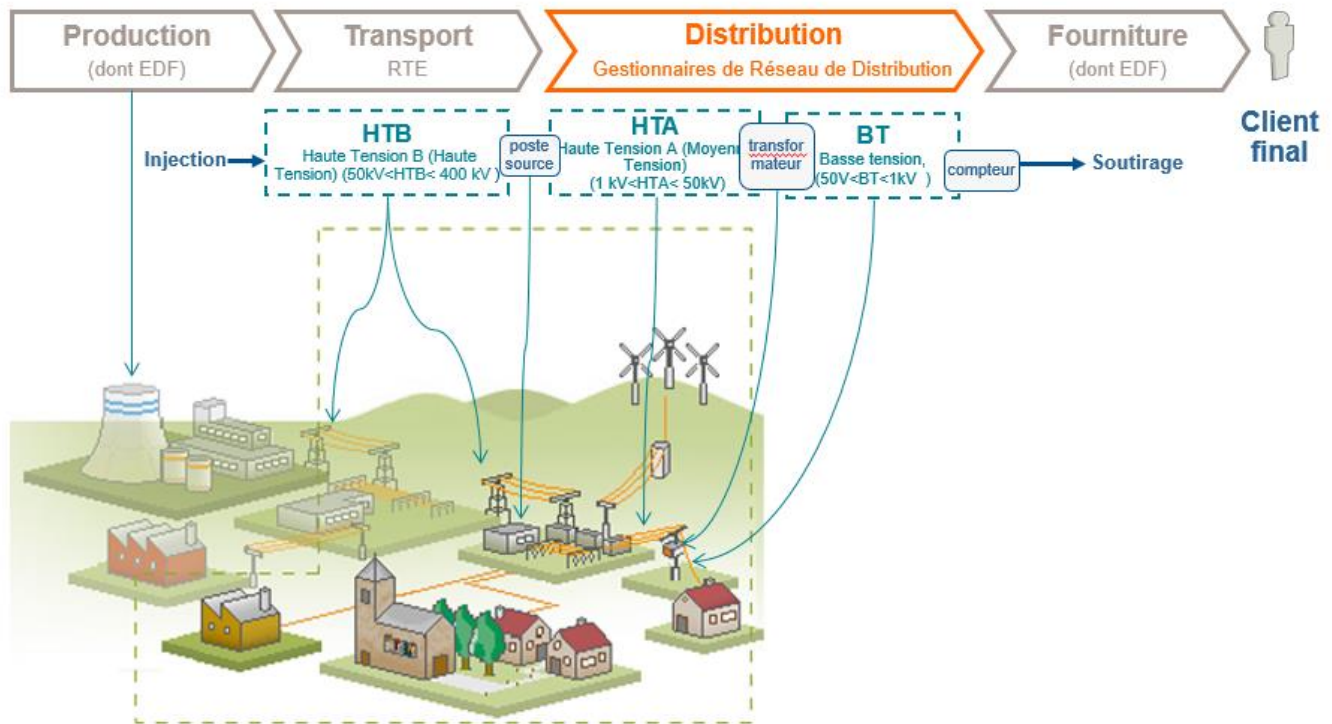 Production
(dont EDF)
Transport
RTE
Distribution
Gestionnaires de Réseau de Distribution
Fourniture
(dont EDF)
Client
final
Injection
HTB
Haute Tension B (Haute
Tension) (50kV<HTB< 400 kV )
poste
source
HTA
Haute Tension A (Moyenn
Tension)
(1 kV<HTA< 50kV)
transfor
mateur
BT
Basse tension,
(50V<BT<1kV )
compteur
Soutirage